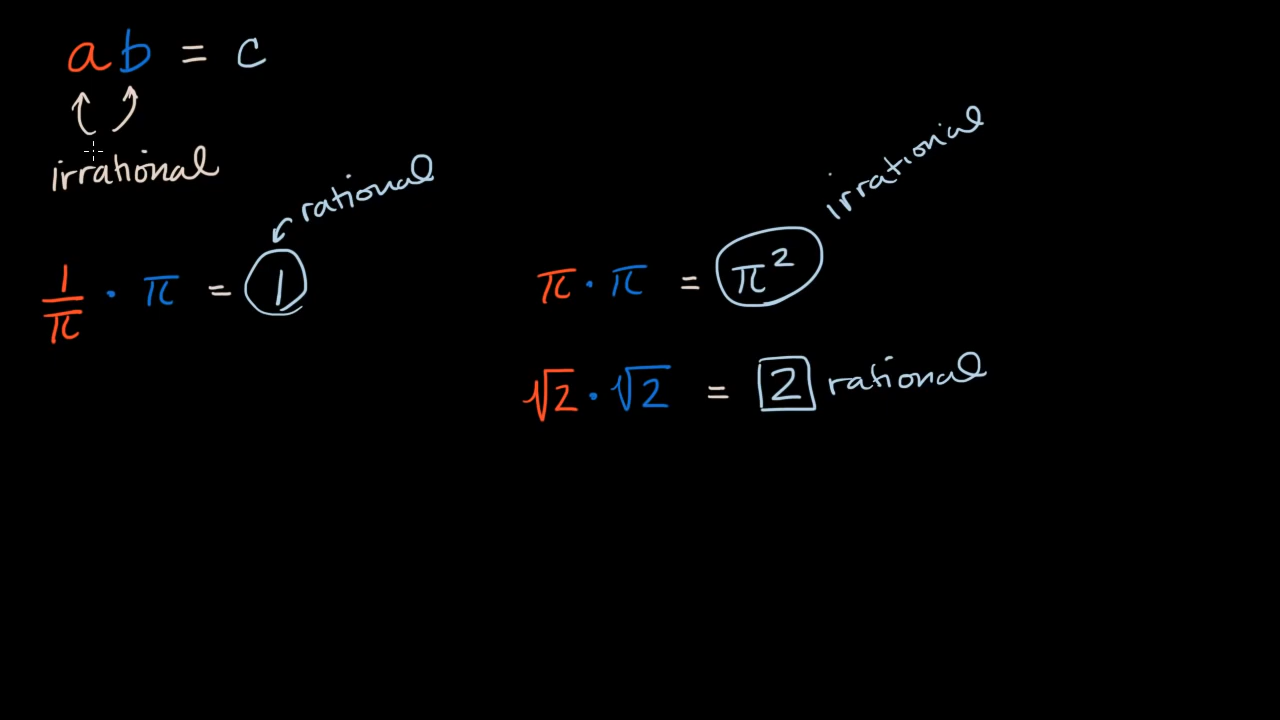 ab = c
irrational
rational
1/π · π = 1
irrational
π · π = π²
√2 · √2 = 2 rational